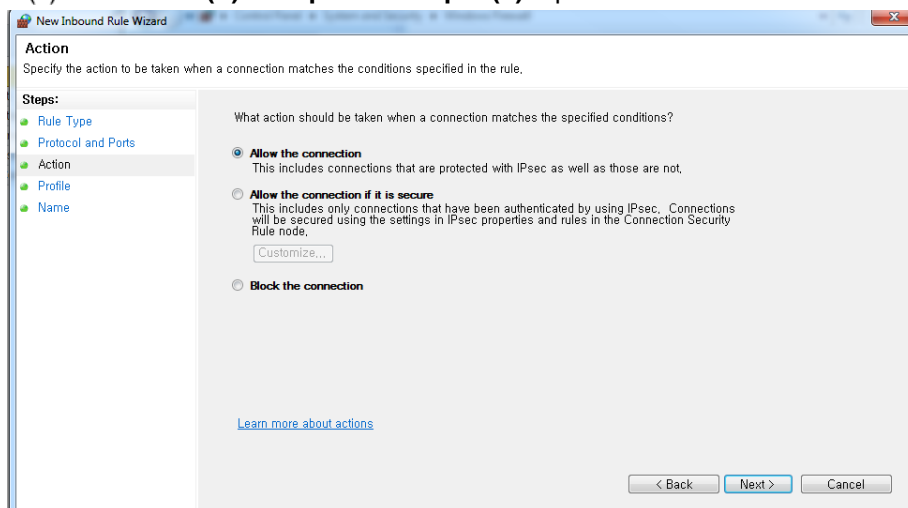 New Inbound Rule Wizard
Action
Specify the action to be taken when a connection matches the conditions specified in the rule,
Steps:
Rule Type
Protocol and Ports
Action
Profile
Name
What action should be taken when a connection matches the specified conditions?
Allow the connection
This includes connections that are protected with IPsec as well as those are not,
Allow the connection if it is secure
This includes only connections that have been authenticated by using IPsec, Connections
will be secured using the settings in IPsec properties and rules in the Connection Security
Rule node,
Customize,,,
Block the connection
Learn more about actions
< Back Next > Cancel